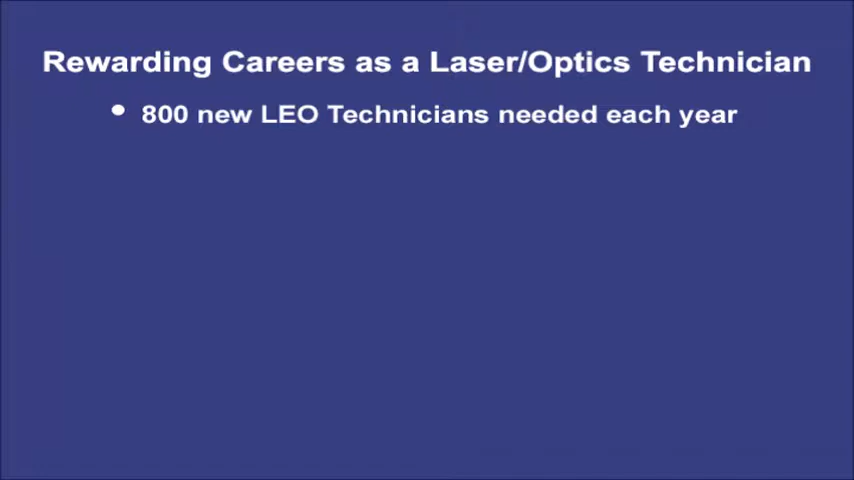 Rewarding Careers as a Laser/Optics Technician
• 800 new LEO Technicians needed each year